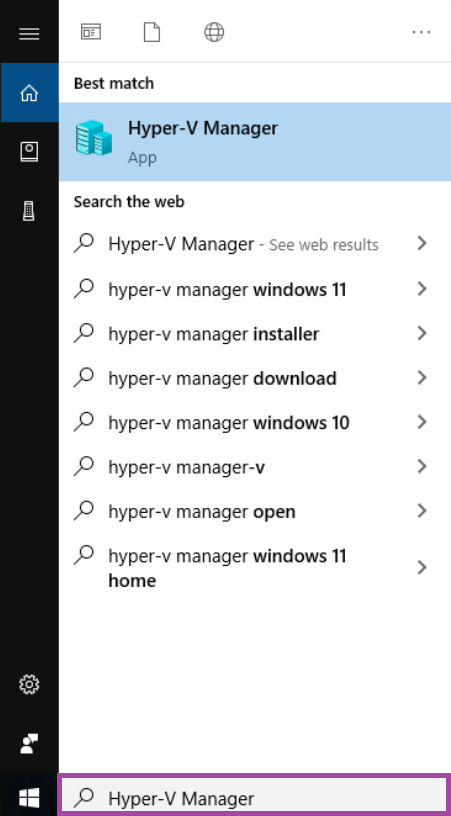 Best match
Hyper-V Manager
App
Search the web
Hyper-V Manager - See web results
hyper-v manager windows 11
hyper-v manager installer
hyper-v manager download
hyper-v manager windows 10
hyper-v manager-v
hyper-v manager open
hyper-v manager windows 11
home
Hyper-V Manager